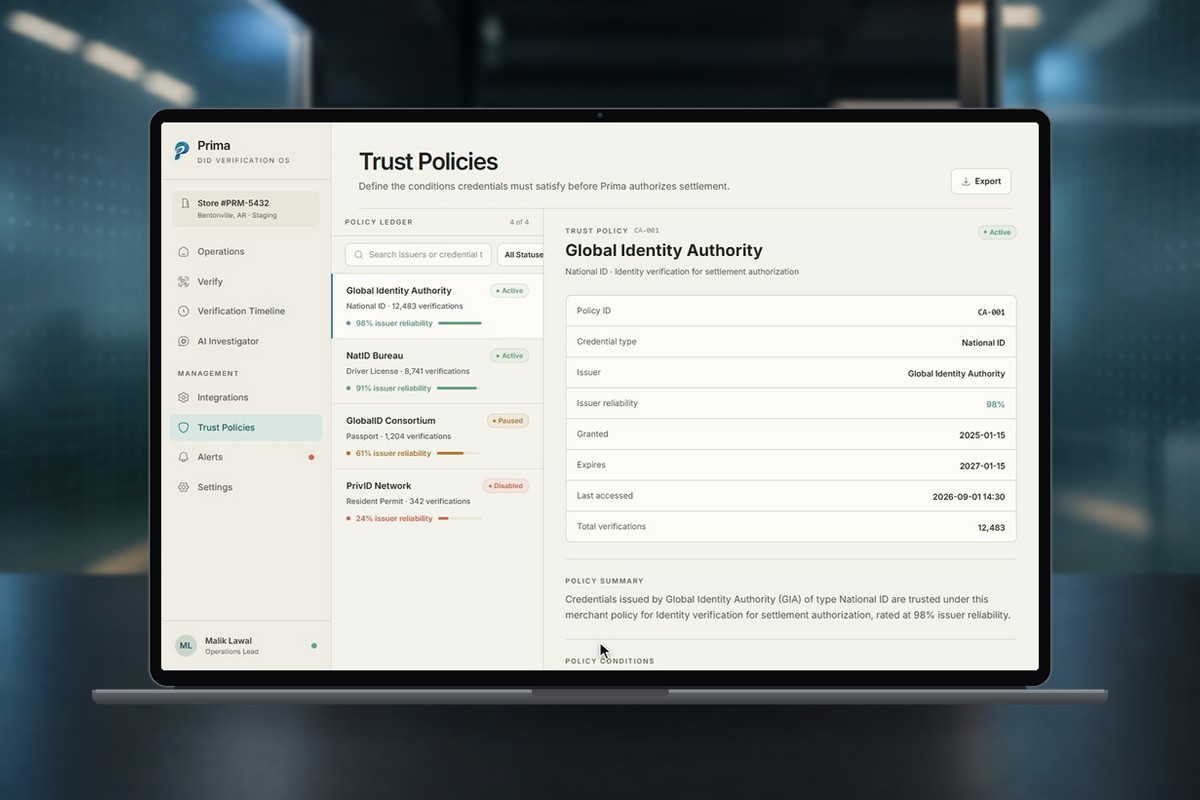 Prima
DID VERIFICATION OS
Store #PRM-5432
Bentonville, AR · Staging
Operations
Verify
Verification Timeline
AI Investigator
MANAGEMENT
Integrations
Trust Policies
Alerts
Settings
ML
Malik Lawal
Operations Lead
Trust Policies
Define the conditions credentials must satisfy before Prima authorizes settlement.
Export
POLICY LEDGER
4 of 4
Search issuers or credential t
All Statuse
Global Identity Authority
Active
National ID · 12,483 verifications
98% issuer reliability
NatID Bureau
Active
Driver License · 8,741 verifications
91% issuer reliability
GlobalID Consortium
Paused
Passport · 1,204 verifications
61% issuer reliability
PrivID Network
Disabled
Resident Permit · 342 verifications
24% issuer reliability
TRUST POLICY CA-001
Active
Global Identity Authority
National ID · Identity verification for settlement authorization
Policy ID CA-001
Credential type National ID
Issuer Global Identity Authority
Issuer reliability 98%
Granted 2025-01-15
Expires 2027-01-15
Last accessed 2026-09-01 14:30
Total verifications 12,483
POLICY SUMMARY
Credentials issued by Global Identity Authority (GIA) of type National ID are trusted under this
merchant policy for Identity verification for settlement authorization, rated at 98% issuer reliability.
POLICY CONDITIONS